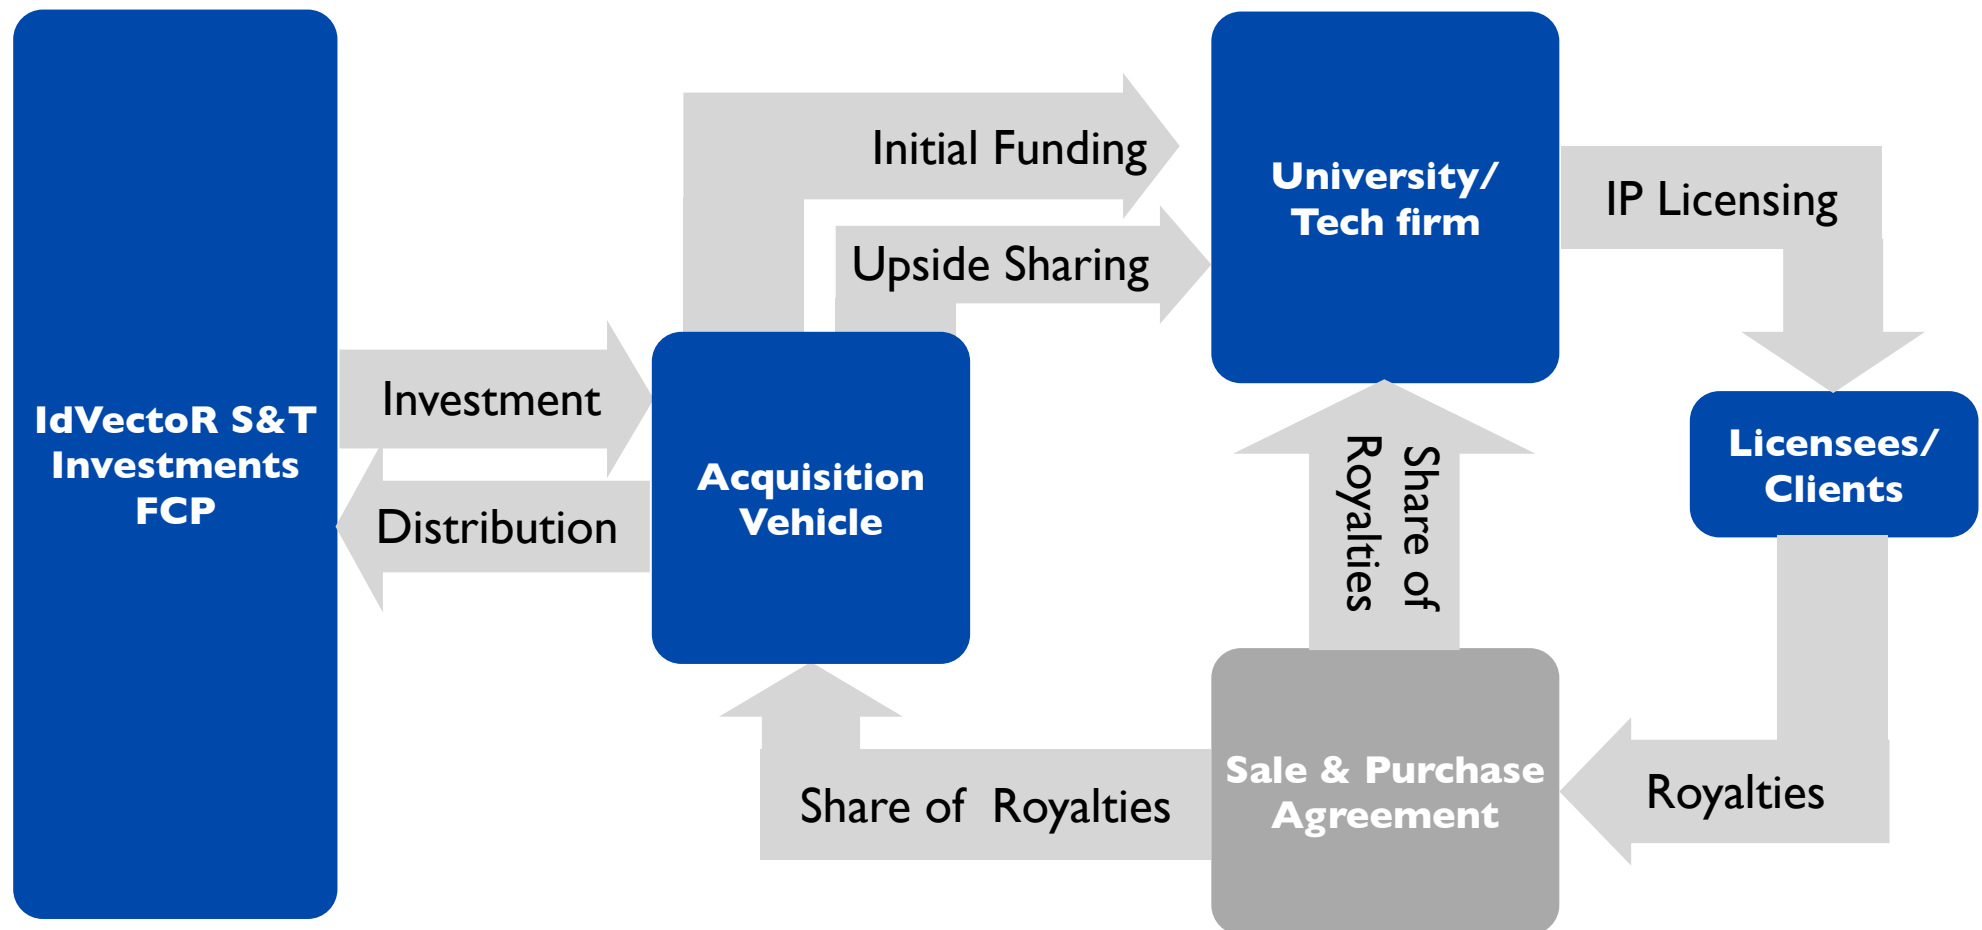 IdVectoR S&T
Investments
FCP
Investment
Distribution
Acquisition
Vehicle
Initial Funding
Upside Sharing
University/
Tech firm
IP Licensing
Licensees/
Clients
Royalties
Sale & Purchase
Agreement
Share of
Royalties
Share of  Royalties